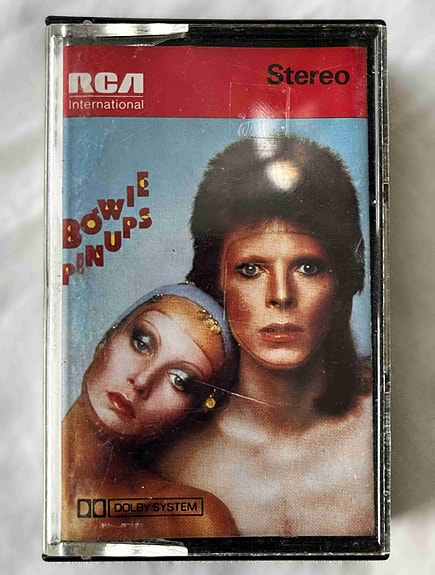 RCA
International
Stereo
BOWIE
PINUPS
DOLBY SYSTEM